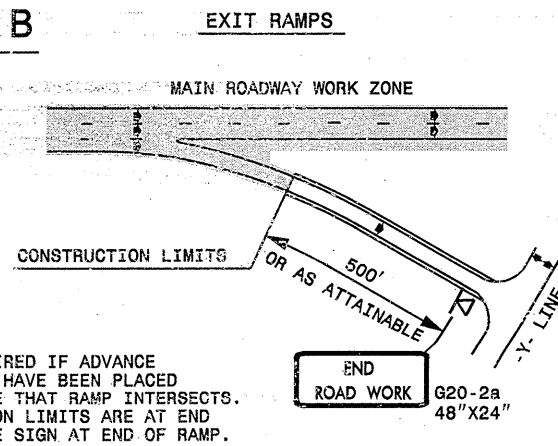 B
EXIT RAMPS
MAIN ROADWAY WORK ZONE
CONSTRUCTION LIMITS
500'
OR AS ATTAINABLE
-Y- LINE
END
ROAD WORK
G20-2a
48"X24"
IRED IF ADVANCE
HAVE BEEN PLACED
E THAT RAMP INTERSECTS.
ON LIMITS ARE AT END
E SIGN AT END OF RAMP.